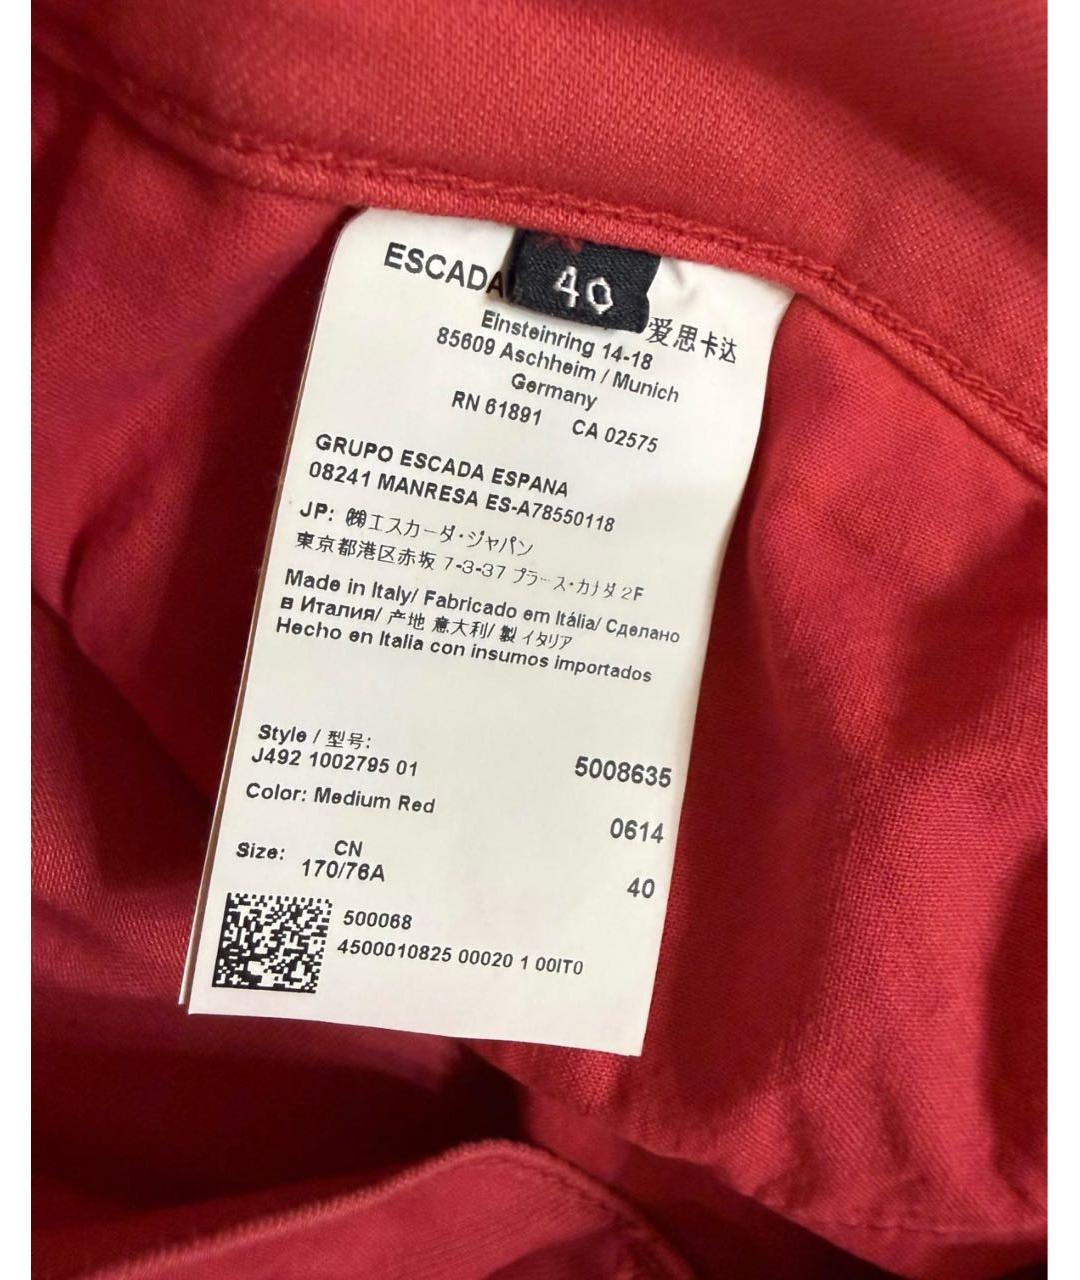 ESCADA
40
爱思卡达
Einsteinring 14-18
85609 Aschheim / Munich
Germany
RN 61891 CA 02575
GRUPO ESCADA ESPANA
08241 MANRESA ES-A78550118
JP: ㈱エスカーダ・ジャパン
東京都港区赤坂 7-3-37 プラース・カナダ 2F
Made in Italy/ Fabricado em Itália/ Сделано
в Италия/ 产地 意大利/ 製 イタリア
Hecho en Italia con insumos importados
Style / 型号:
J492 1002795 01 5008635
Color: Medium Red 0614
Size: CN
170/76A 40
500068
4500010825 00020 1 00IT0